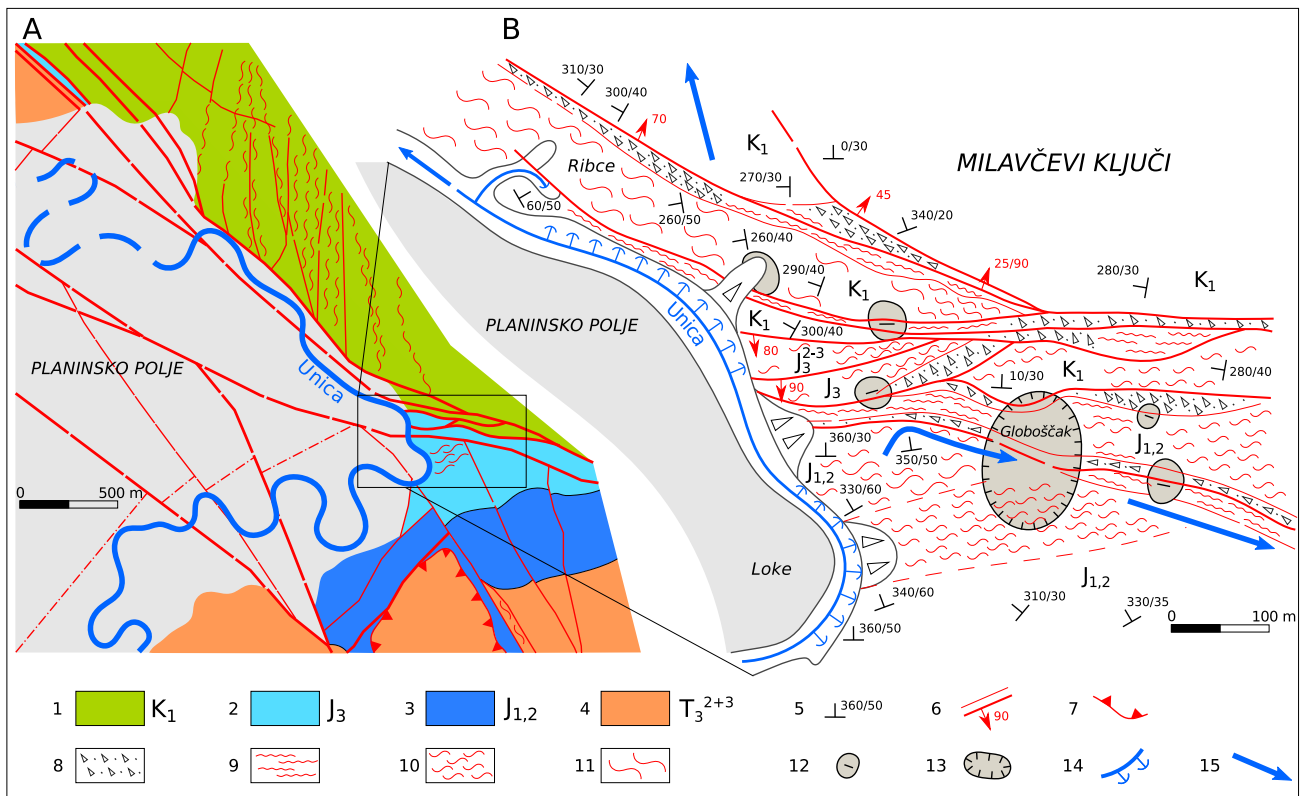 A
B
310/30
300/40
70
K1
0/30
MILAVČEVI KLJUČI
Ribce
270/30
45
60/50
260/50
340/20
260/40
25/90
280/30
290/40
K1
K1
Unica
K1
300/40
PLANINSKO POLJE
PLANINSKO POLJE
80
J3 2-3
Unica
J3
K1
10/30
280/40
90
Globoščak
360/30
J1,2
350/50
J1,2
330/60
0 500 m
Loke
J1,2
340/60
310/30
330/35
360/50
0 100 m
1 K1
2 J3
3 J1,2
4 T3 2+3
5 360/50
6 90
7
8
9
10
11
12
13
14
15